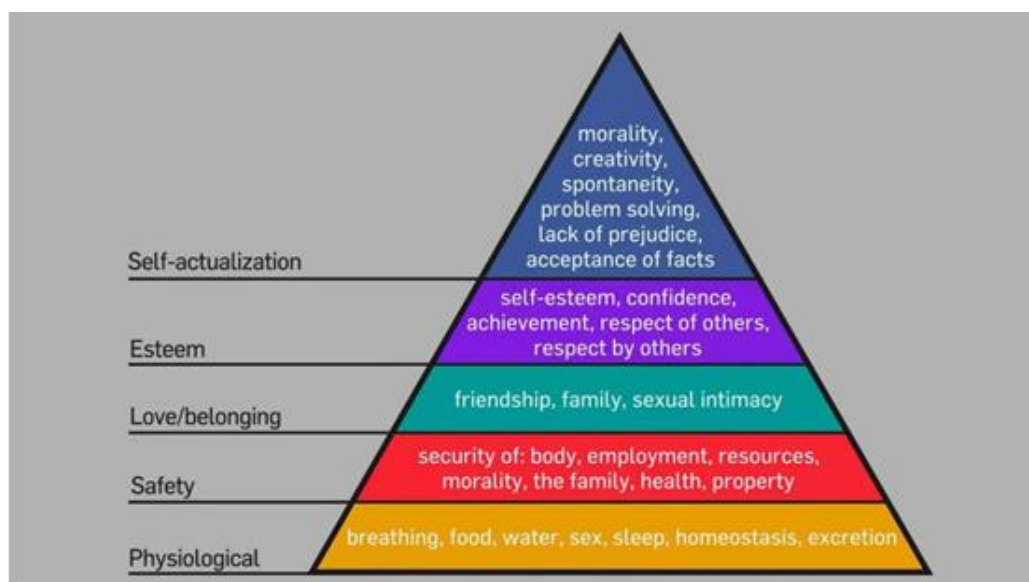 morality,
creativity,
spontaneity,
problem solving,
lack of prejudice,
acceptance of facts
Self-actualization
self-esteem, confidence,
achievement, respect of others,
respect by others
Esteem
friendship, family, sexual intimacy
Love/belonging
security of: body, employment, resources,
morality, the family, health, property
Safety
breathing, food, water, sex, sleep, homeostasis, excretion
Physiological